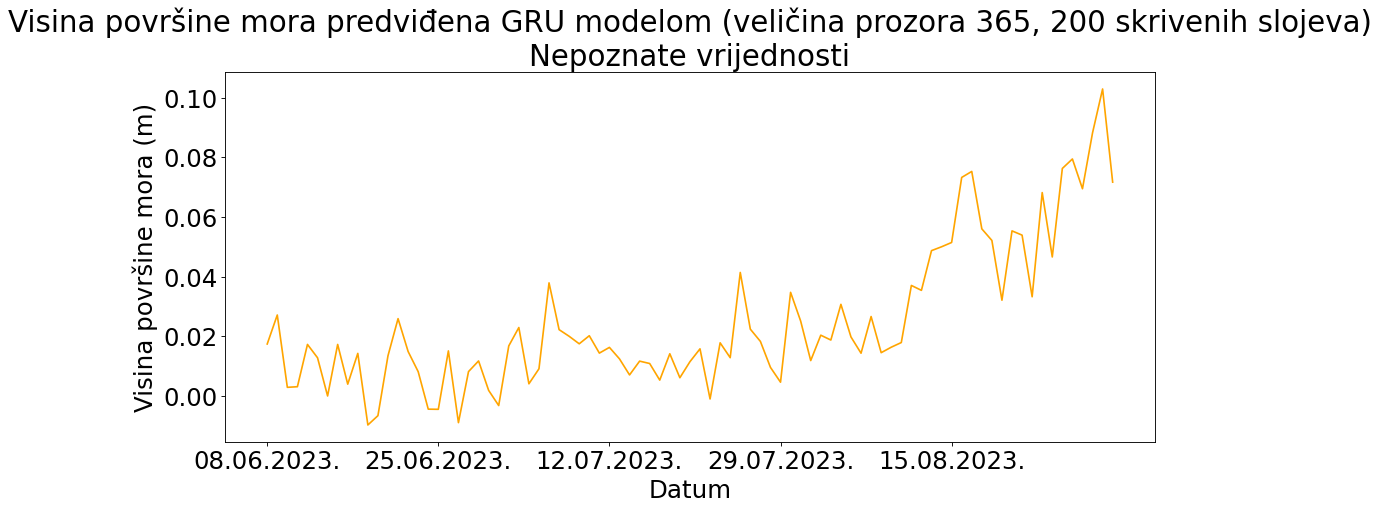 Visina površine mora predviđena GRU modelom (veličina prozora 365, 200 skrivenih slojeva)
Nepoznate vrijednosti
Visina površine mora (m)
0.10
0.08
0.06
0.04
0.02
0.00
08.06.2023. 25.06.2023. 12.07.2023. 29.07.2023. 15.08.2023.
Datum